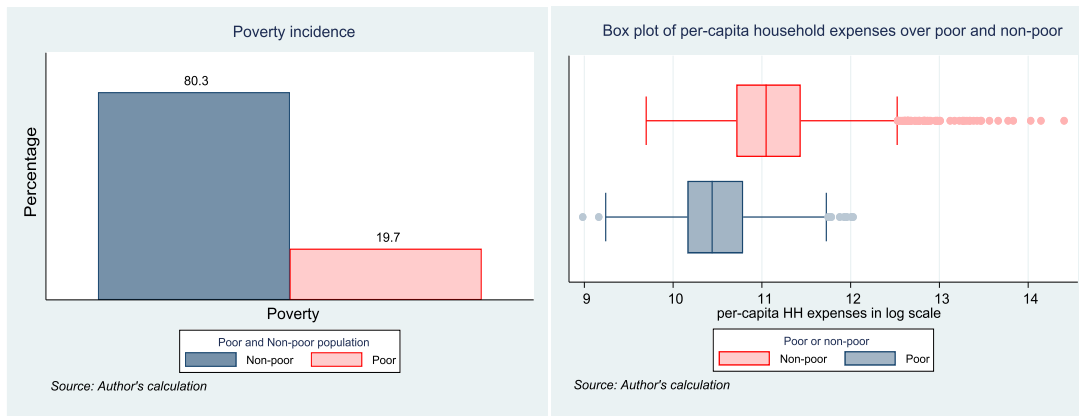 Poverty incidence
80.3
19.7
Percentage
Poverty
Poor and Non-poor population
Non-poor Poor
Source: Author's calculation
Box plot of per-capita household expenses over poor and non-poor
9 10 11 12 13 14
per-capita HH expenses in log scale
Poor or non-poor
Non-poor Poor
Source: Author's calculation